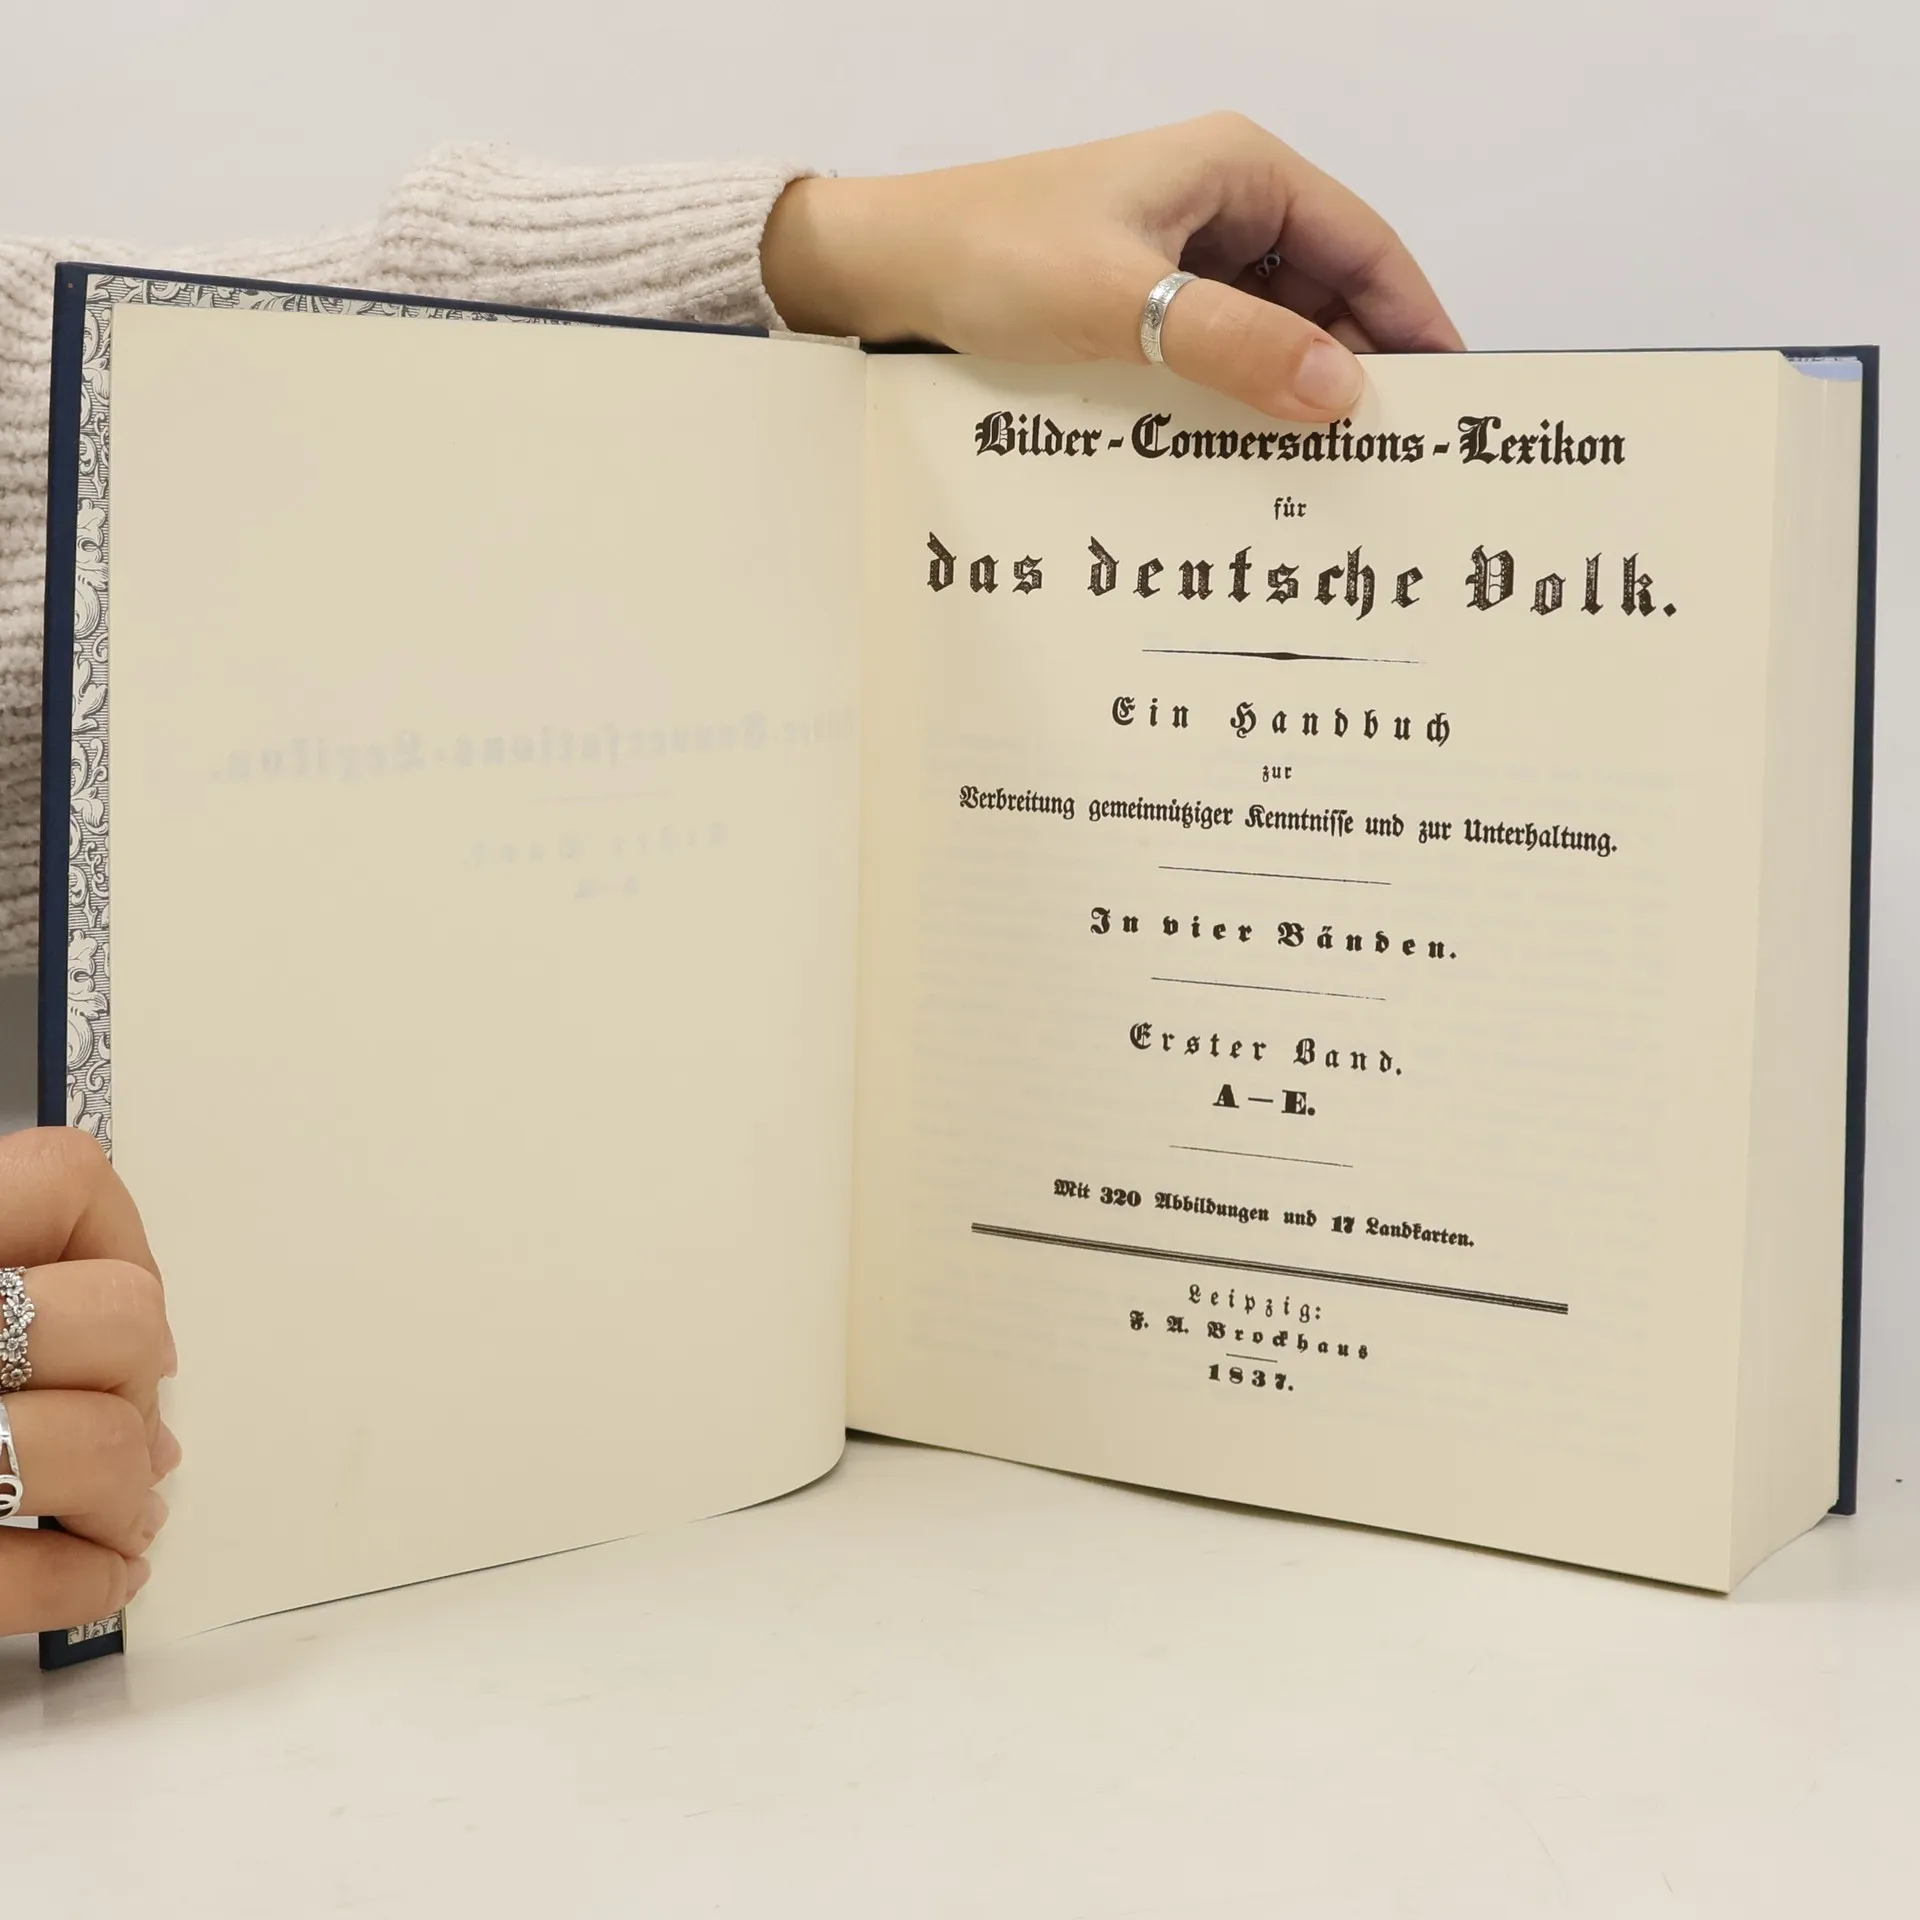 Bilder-Conversations-Lexikon
für
das deutsche Volk.
Ein Handbuch
zur
Verbreitung gemeinnütziger Kenntnisse und zur Unterhaltung.
In vier Bänden.
Erster Band.
A — E.
Mit 320 Abbildungen und 17 Landkarten.
Leipzig:
F. A. Brockhaus
1837.